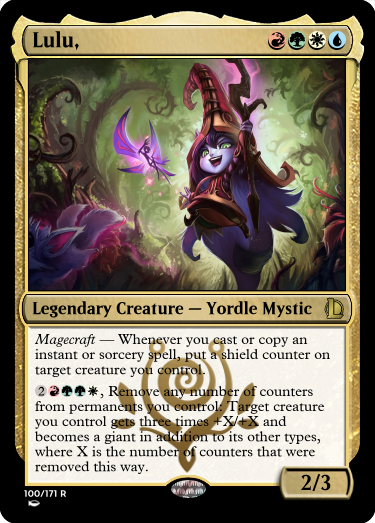 Lulu,
Legendary Creature — Yordle Mystic
Magecraft — Whenever you cast or copy an
instant or sorcery spell, put a shield counter on
target creature you control.
2, Remove any number of counters
from permanents you control: Target creature
you control gets three times +X/+X and
becomes a giant in addition to its other types,
where X is the number of counters that were
removed this way.
2/3
100/171 R